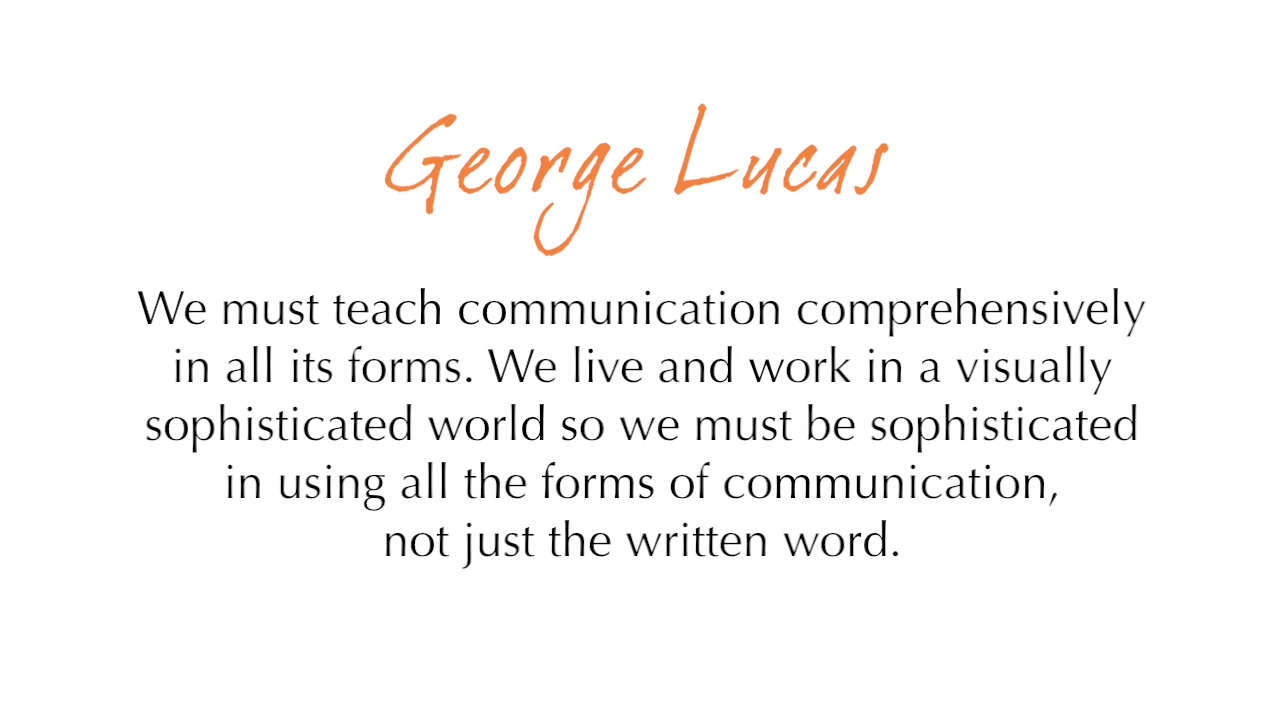 George Lucas
We must teach communication comprehensively
in all its forms. We live and work in a visually
sophisticated world so we must be sophisticated
in using all the forms of communication,
not just the written word.